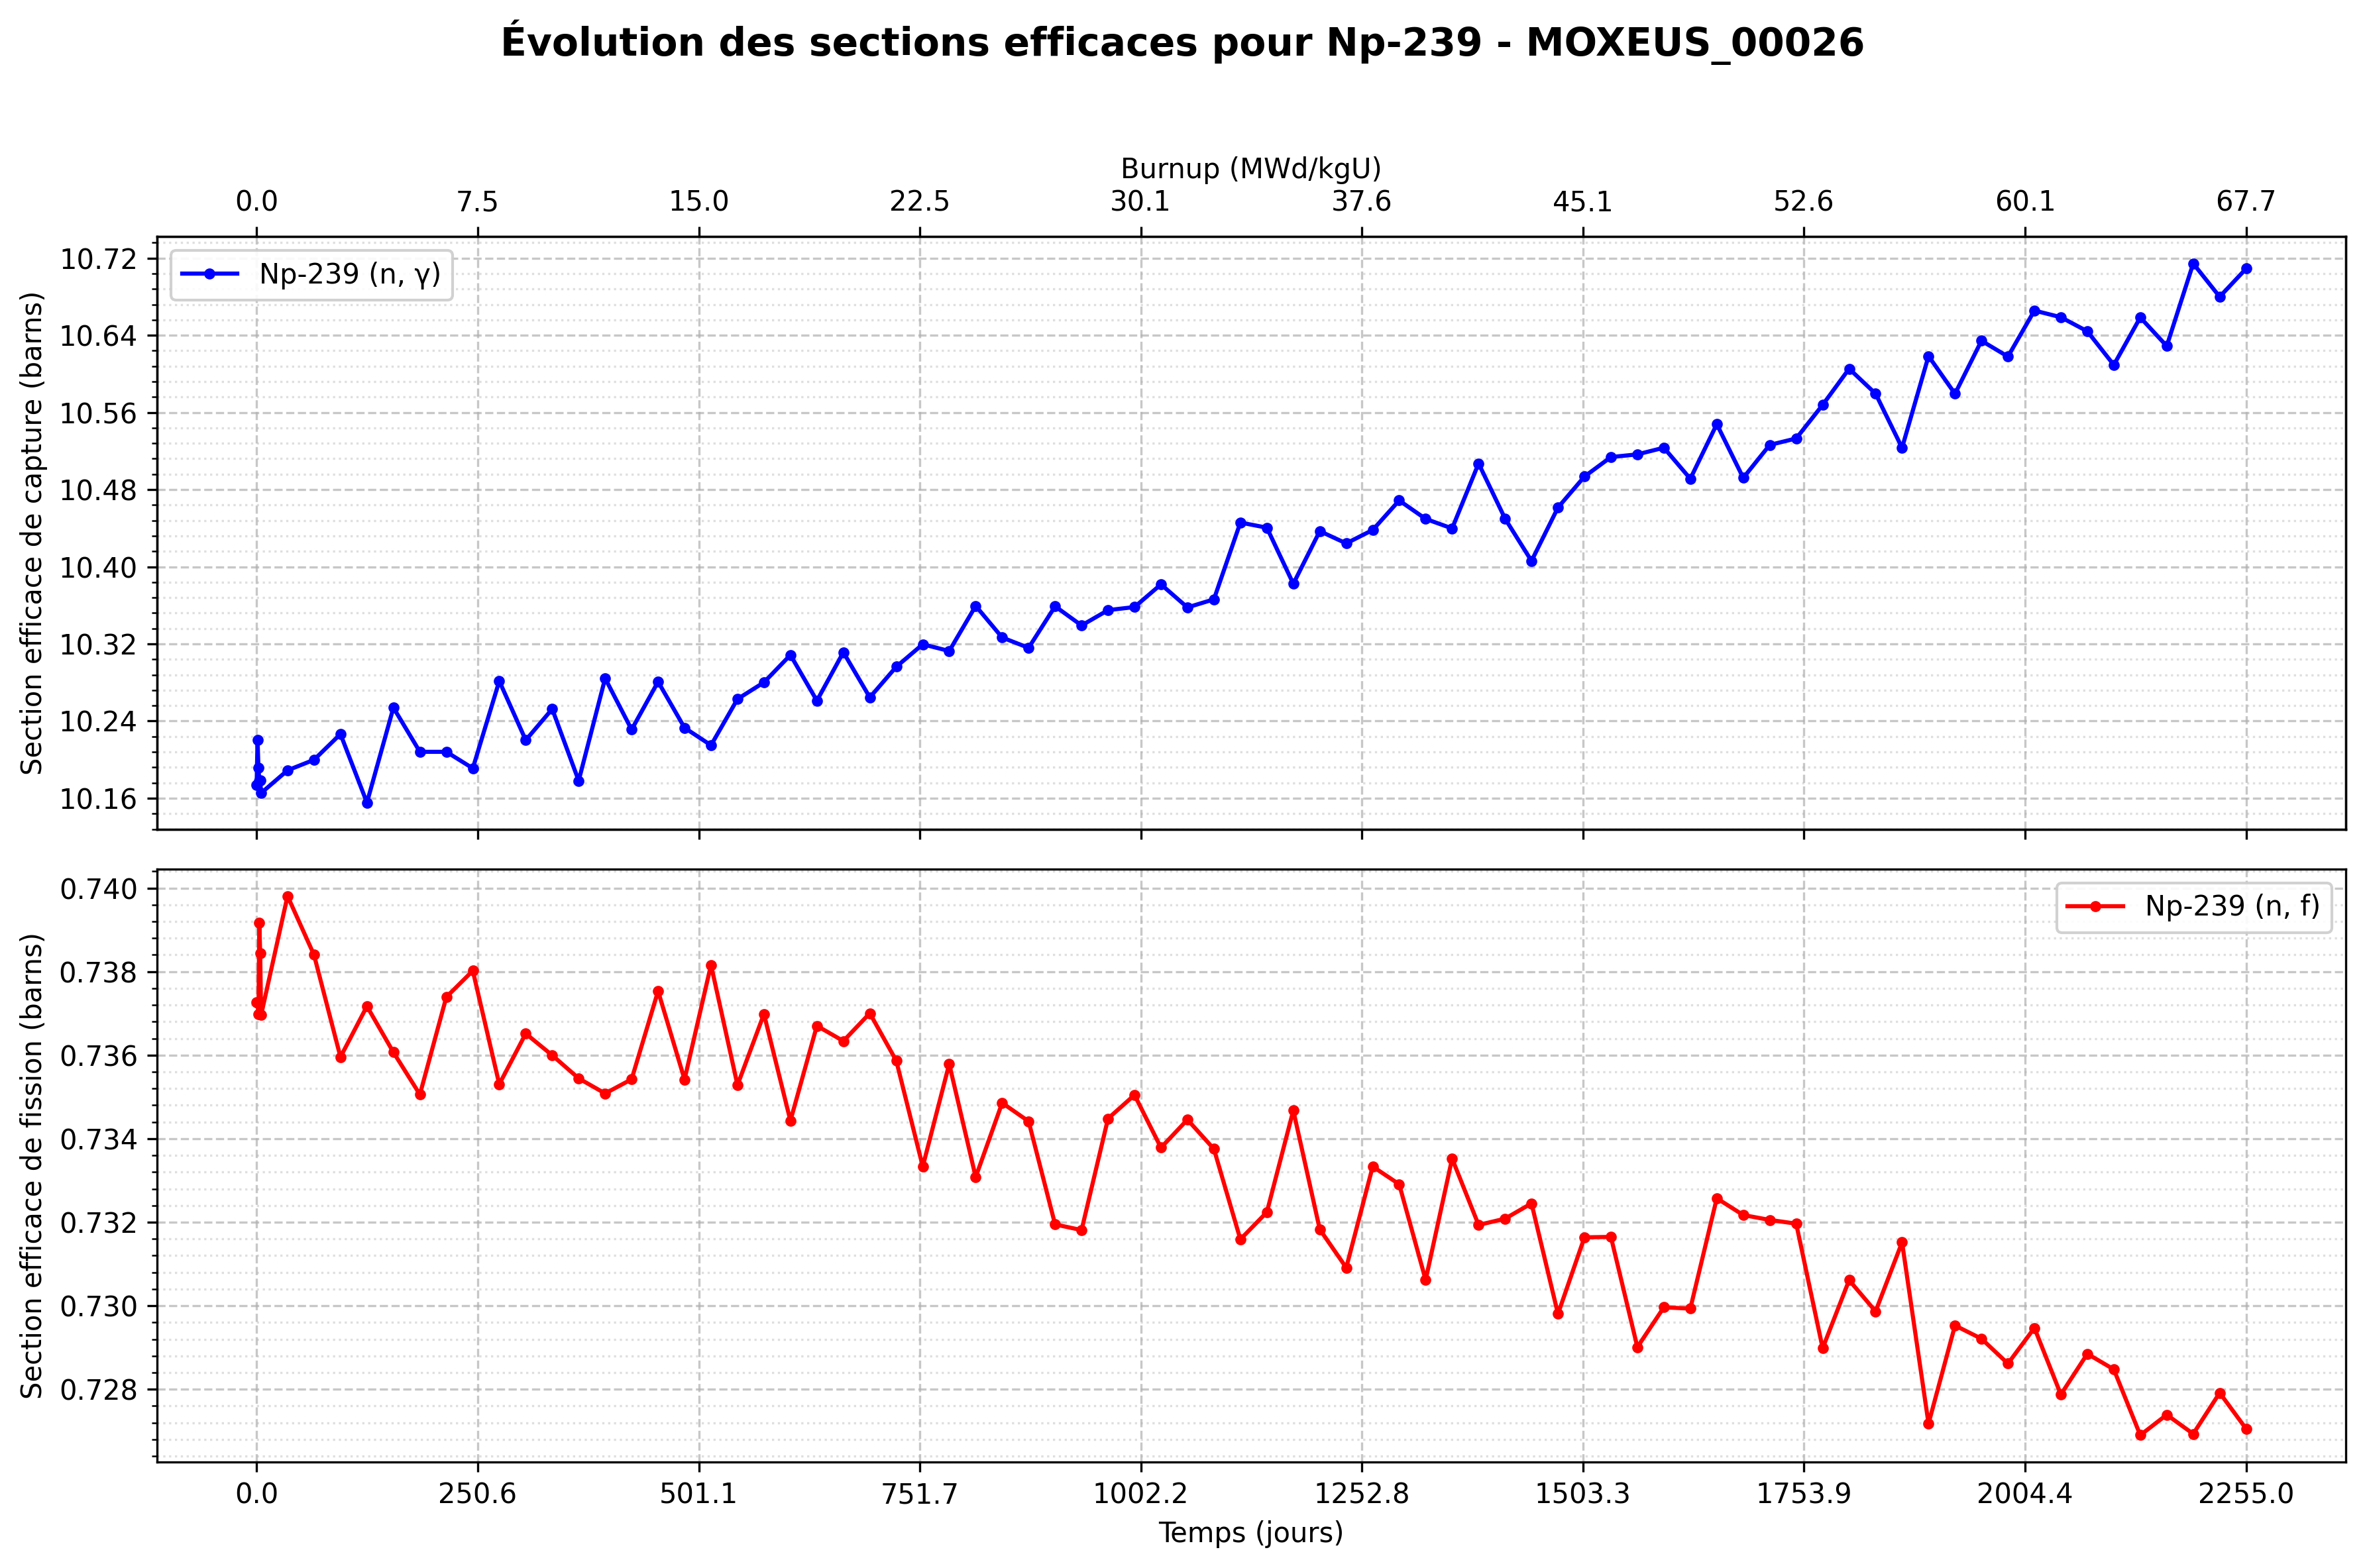 Évolution des sections efficaces pour Np-239 - MOXEUS_00026
Burnup (MWd/kgU)
0.0 7.5 15.0 22.5 30.1 37.6 45.1 52.6 60.1 67.7
Section efficace de capture (barns)
10.72
10.64
10.56
10.48
10.40
10.32
10.24
10.16
Np-239 (n, γ)
Section efficace de fission (barns)
0.740
0.738
0.736
0.734
0.732
0.730
0.728
Np-239 (n, f)
0.0 250.6 501.1 751.7 1002.2 1252.8 1503.3 1753.9 2004.4 2255.0
Temps (jours)